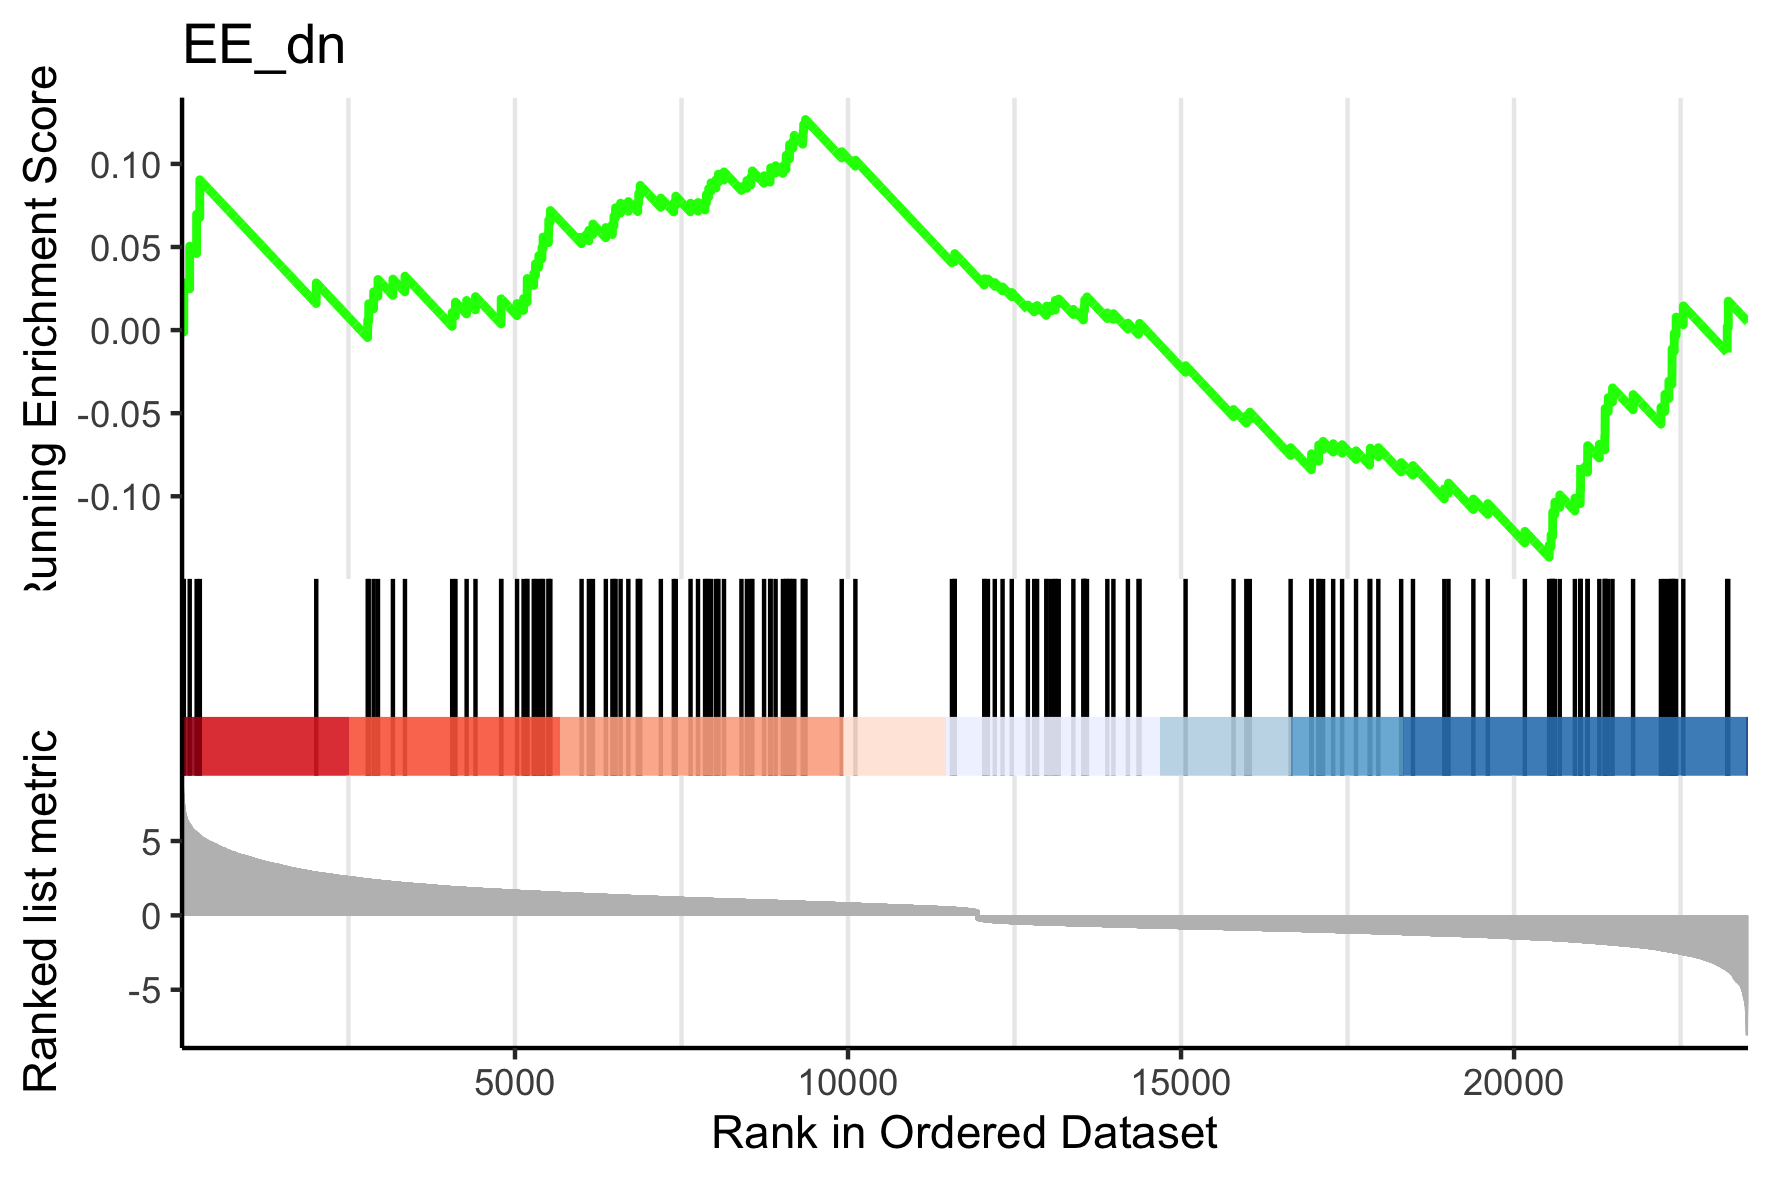 EE_dn
Running Enrichment Score
0.10
0.05
0.00
-0.05
-0.10
Ranked list metric
5
0
-5
5000 10000 15000 20000
Rank in Ordered Dataset